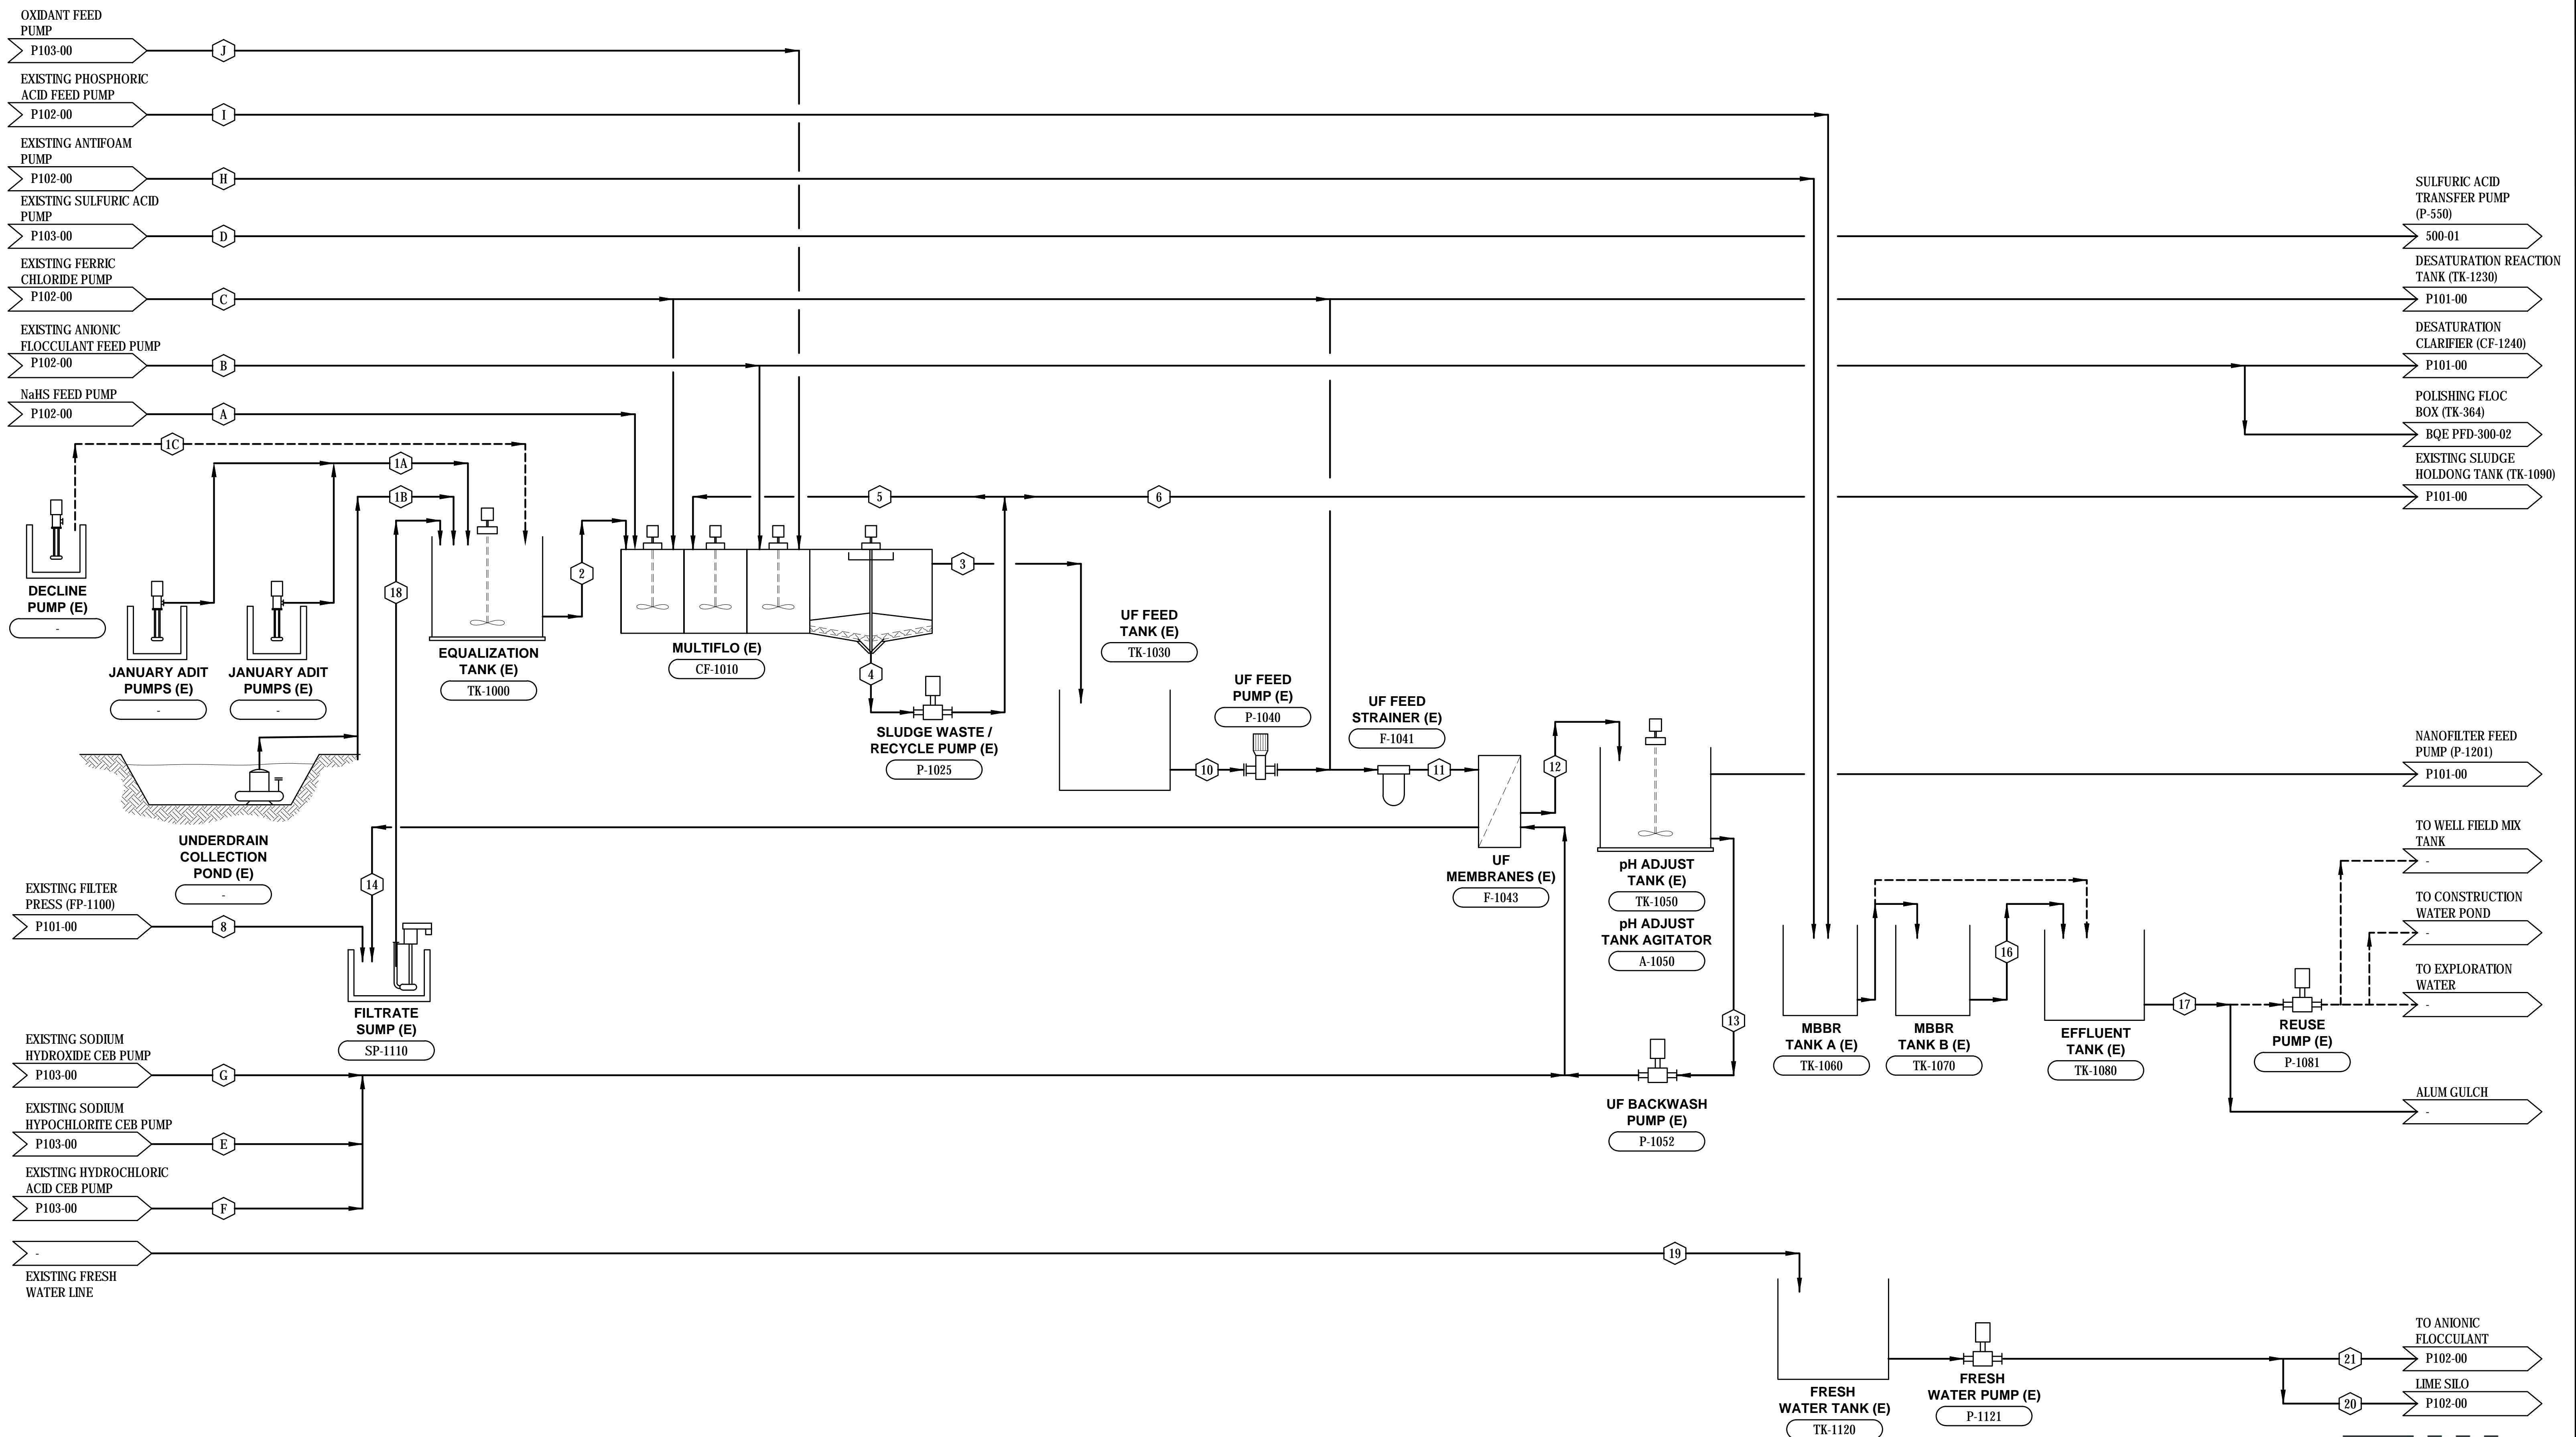 OXIDANT FEED
PUMP
P103-00
J
EXISTING PHOSPHORIC
ACID FEED PUMP
P102-00
I
EXISTING ANTIFOAM
PUMP
P102-00
H
EXISTING SULFURIC ACID
PUMP
P103-00
D
EXISTING FERRIC
CHLORIDE PUMP
P102-00
C
EXISTING ANIONIC
FLOCCULANT FEED PUMP
P102-00
B
NaHS FEED PUMP
P102-00
A
SULFURIC ACID
TRANSFER PUMP
(P-550)
500-01
DESATURATION REACTION
TANK (TK-1230)
P101-00
DESATURATION
CLARIFIER (CF-1240)
P101-00
POLISHING FLOC
BOX (TK-364)
BQE PFD-300-02
EXISTING SLUDGE
HOLDONG TANK (TK-1090)
P101-00
1C
1A
1B
5
6
DECLINE
PUMP (E)
-
JANUARY ADIT
PUMPS (E)
-
JANUARY ADIT
PUMPS (E)
-
18
EQUALIZATION
TANK (E)
TK-1000
2
MULTIFLO (E)
CF-1010
3
4
SLUDGE WASTE /
RECYCLE PUMP (E)
P-1025
UF FEED
TANK (E)
TK-1030
10
UF FEED
PUMP (E)
P-1040
UF FEED
STRAINER (E)
F-1041
11
12
UF
MEMBRANES (E)
F-1043
pH ADJUST
TANK (E)
TK-1050
pH ADJUST
TANK AGITATOR
A-1050
NANOFILTER FEED
PUMP (P-1201)
P101-00
UNDERDRAIN
COLLECTION
POND (E)
-
14
EXISTING FILTER
PRESS (FP-1100)
P101-00
8
FILTRATE
SUMP (E)
SP-1110
13
MBBR
TANK A (E)
TK-1060
MBBR
TANK B (E)
TK-1070
16
EFFLUENT
TANK (E)
TK-1080
17
REUSE
PUMP (E)
P-1081
TO WELL FIELD MIX
TANK
-
TO CONSTRUCTION
WATER POND
-
TO EXPLORATION
WATER
-
ALUM GULCH
-
EXISTING SODIUM
HYDROXIDE CEB PUMP
P103-00
G
EXISTING SODIUM
HYPOCHLORITE CEB PUMP
P103-00
E
EXISTING HYDROCHLORIC
ACID CEB PUMP
P103-00
F
UF BACKWASH
PUMP (E)
P-1052
-
EXISTING FRESH
WATER LINE
19
FRESH
WATER TANK (E)
TK-1120
FRESH
WATER PUMP (E)
P-1121
TO ANIONIC
FLOCCULANT
21
P102-00
LIME SILO
20
P102-00